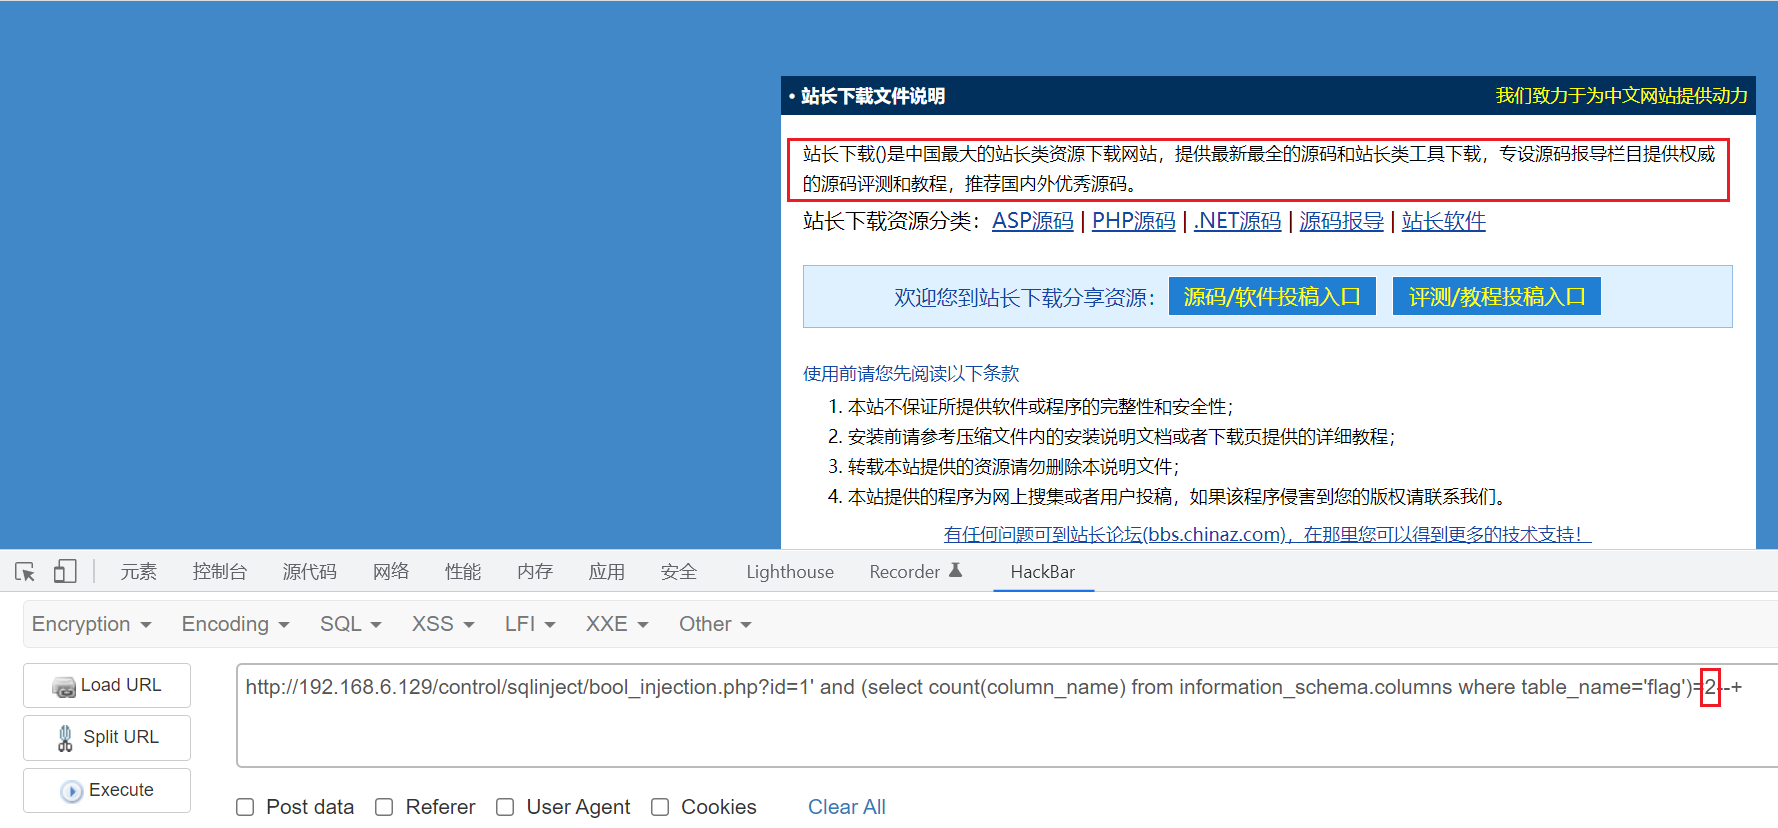 • 站长下载文件说明 我们致力于为中文网站提供动力
站长下载()是中国最大的站长类资源下载网站，提供最新最全的源码和站长类工具下载，专设源码报导栏目提供权威
的源码评测和教程，推荐国内外优秀源码。
站长下载资源分类： ASP源码 | PHP源码 | .NET源码 | 源码报导 | 站长软件
欢迎您到站长下载分享资源： 源码/软件投稿入口 评测/教程投稿入口
使用前请您先阅读以下条款
1. 本站不保证所提供软件或程序的完整性和安全性；
2. 安装前请参考压缩文件内的安装说明文档或者下载页提供的详细教程；
3. 转载本站提供的资源请勿删除本说明文件；
4. 本站提供的程序为网上搜集或者用户投稿，如果该程序侵害到您的版权请联系我们。
有任何问题可到站长论坛(bbs.chinaz.com)，在那里您可以得到更多的技术支持！
元素 控制台 源代码 网络 性能 内存 应用 安全 Lighthouse Recorder HackBar
Encryption Encoding SQL XSS LFI XXE Other
Load URL
http://192.168.6.129/control/sqlinject/bool_injection.php?id=1' and (select count(column_name) from information_schema.columns where table_name='flag')=2--+
Split URL
Execute
Post data Referer User Agent Cookies Clear All